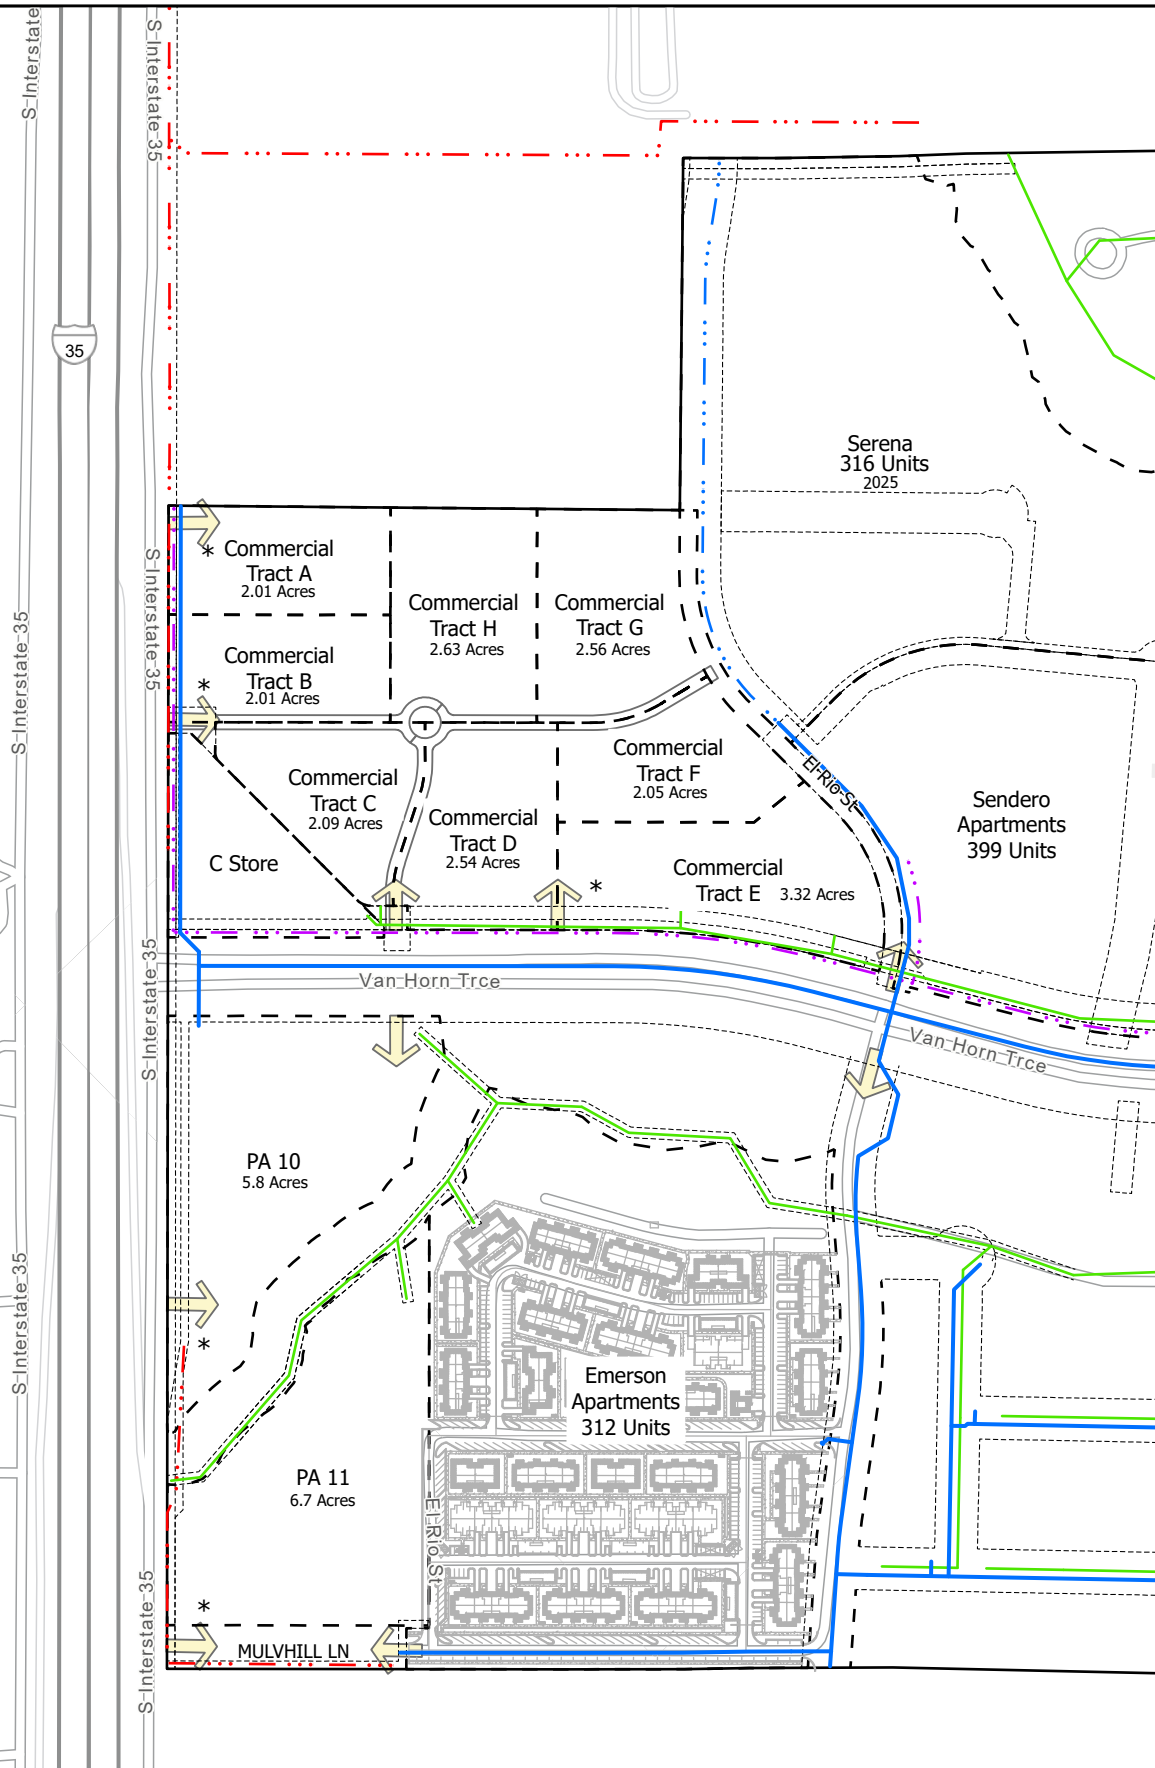 S-Interstate
S-Interstate-35
35
Serena
316 Units
2025
S-Interstate-35
S-Interstate-35
*
Commercial
Tract A
2.01 Acres
Commercial
Tract H
2.63 Acres
Commercial
Tract G
2.56 Acres
Commercial
Tract B
2.01 Acres
*
Commercial
Tract F
2.05 Acres
El-Rio-St
Commercial
Tract C
2.09 Acres
Commercial
Tract D
2.54 Acres
Sendero
Apartments
399 Units
C Store
Commercial
Tract E
3.32 Acres
*
S-Interstate-35
Van Horn Trce
Van Horn Trce
PA 10
5.8 Acres
S-Interstate-35
*
Emerson
Apartments
312 Units
PA 11
6.7 Acres
El-Rio-St
S-Interstate-35
*
MULVHILL LN